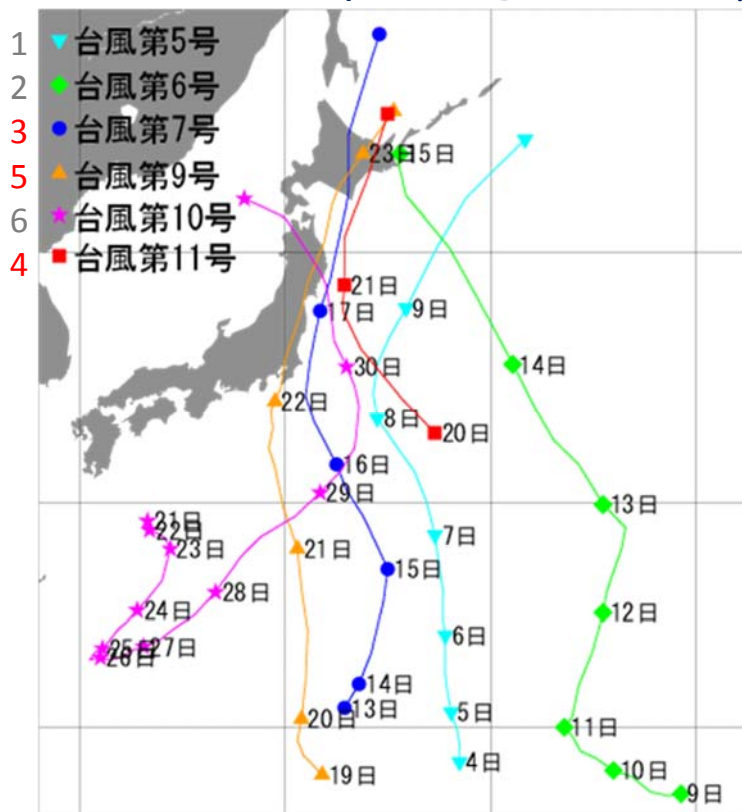 1 台風第5号
2 台風第6号
3 台風第7号
5 台風第9号
6 台風第10号
4 台風第11号
23日
15日
21日
9日
17日
30日
14日
22日
8日
20日
16日
29日
13日
21日
22日
23日
7日
21日
15日
28日
24日
12日
6日
25日
27日
26日
14日
13日
5日
20日
11日
4日
19日
10日
9日